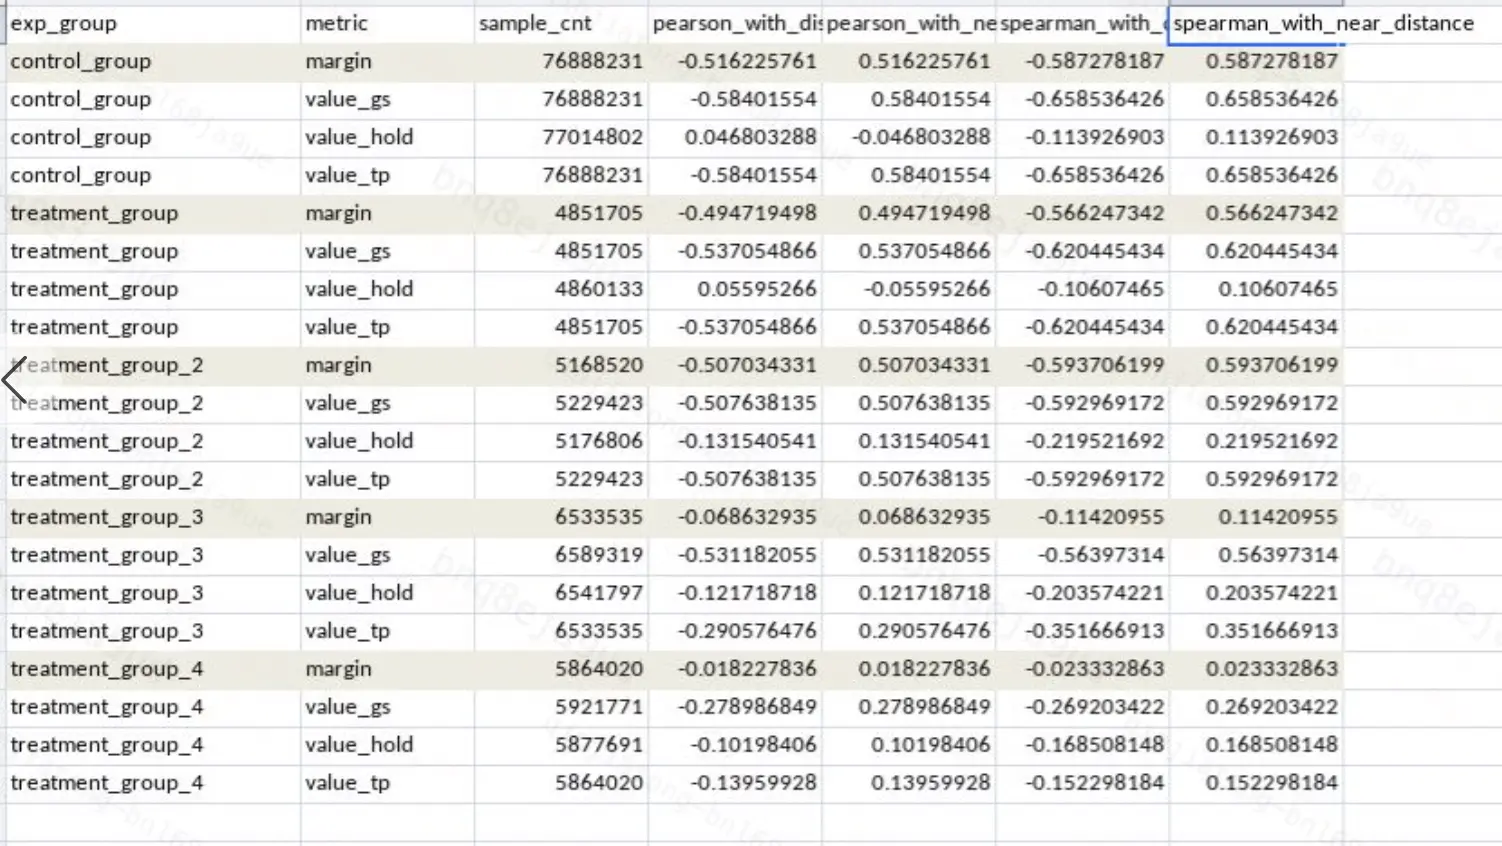 exp_group metric sample_cnt pearson_with_dis pearson_with_ne spearman_with_ spearman_with_near_distance
control_group margin 76888231 -0.516225761 0.516225761 -0.587278187 0.587278187
control_group value_gs 76888231 -0.58401554 0.58401554 -0.658536426 0.658536426
control_group value_hold 77014802 0.046803288 -0.046803288 -0.113926903 0.113926903
control_group value_tp 76888231 -0.58401554 0.58401554 -0.658536426 0.658536426
treatment_group margin 4851705 -0.494719498 0.494719498 -0.566247342 0.566247342
treatment_group value_gs 4851705 -0.537054866 0.537054866 -0.620445434 0.620445434
treatment_group value_hold 4860133 0.05595266 -0.05595266 -0.10607465 0.10607465
treatment_group value_tp 4851705 -0.537054866 0.537054866 -0.620445434 0.620445434
treatment_group_2 margin 5168520 -0.507034331 0.507034331 -0.593706199 0.593706199
treatment_group_2 value_gs 5229423 -0.507638135 0.507638135 -0.592969172 0.592969172
treatment_group_2 value_hold 5176806 -0.131540541 0.131540541 -0.219521692 0.219521692
treatment_group_2 value_tp 5229423 -0.507638135 0.507638135 -0.592969172 0.592969172
treatment_group_3 margin 6533535 -0.068632935 0.068632935 -0.11420955 0.11420955
treatment_group_3 value_gs 6589319 -0.531182055 0.531182055 -0.56397314 0.56397314
treatment_group_3 value_hold 6541797 -0.121718718 0.121718718 -0.203574221 0.203574221
treatment_group_3 value_tp 6533535 -0.290576476 0.290576476 -0.351666913 0.351666913
treatment_group_4 margin 5864020 -0.018227836 0.018227836 -0.023332863 0.023332863
treatment_group_4 value_gs 5921771 -0.278986849 0.278986849 -0.269203422 0.269203422
treatment_group_4 value_hold 5877691 -0.10198406 0.10198406 -0.168508148 0.168508148
treatment_group_4 value_tp 5864020 -0.13959928 0.13959928 -0.152298184 0.152298184